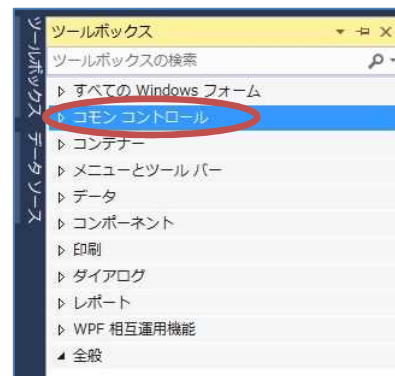 ツールボックス
ツールボックスの検索
すべての Windows フォーム
コモン コントロール
コンテナー
メニューとツール バー
データ
コンポーネント
印刷
ダイアログ
レポート
WPF 相互運用機能
全般
ツールボックス
データ ソース